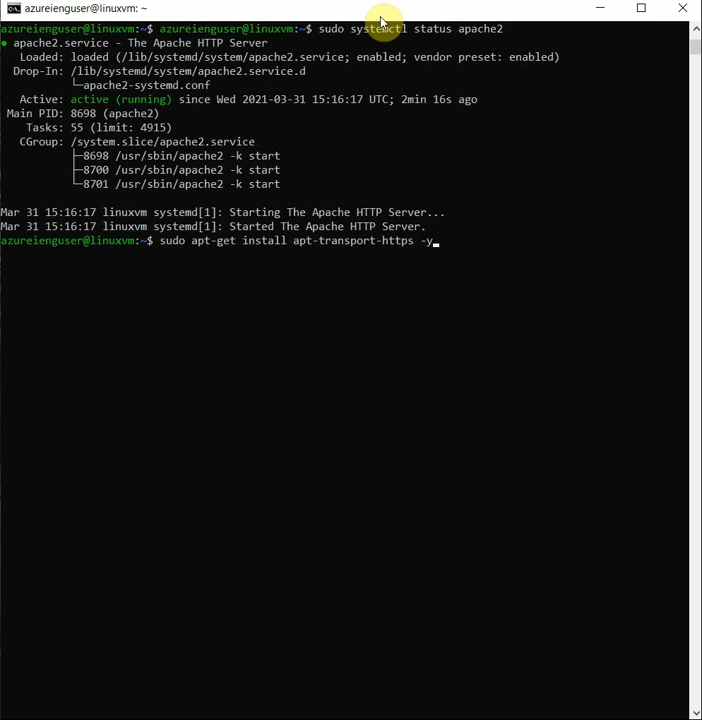 azureienguser@linuxvm: ~
azureienguser@linuxvm:~$ azureienguser@linuxvm:~$ sudo systemctl status apache2
● apache2.service - The Apache HTTP Server
Loaded: loaded (/lib/systemd/system/apache2.service; enabled; vendor preset: enabled)
Drop-In: /lib/systemd/system/apache2.service.d
└─apache2-systemd.conf
Active: active (running) since Wed 2021-03-31 15:16:17 UTC; 2min 16s ago
Main PID: 8698 (apache2)
Tasks: 55 (limit: 4915)
CGroup: /system.slice/apache2.service
├─8698 /usr/sbin/apache2 -k start
├─8700 /usr/sbin/apache2 -k start
└─8701 /usr/sbin/apache2 -k start
Mar 31 15:16:17 linuxvm systemd[1]: Starting The Apache HTTP Server...
Mar 31 15:16:17 linuxvm systemd[1]: Started The Apache HTTP Server.
azureienguser@linuxvm:~$ sudo apt-get install apt-transport-https -y